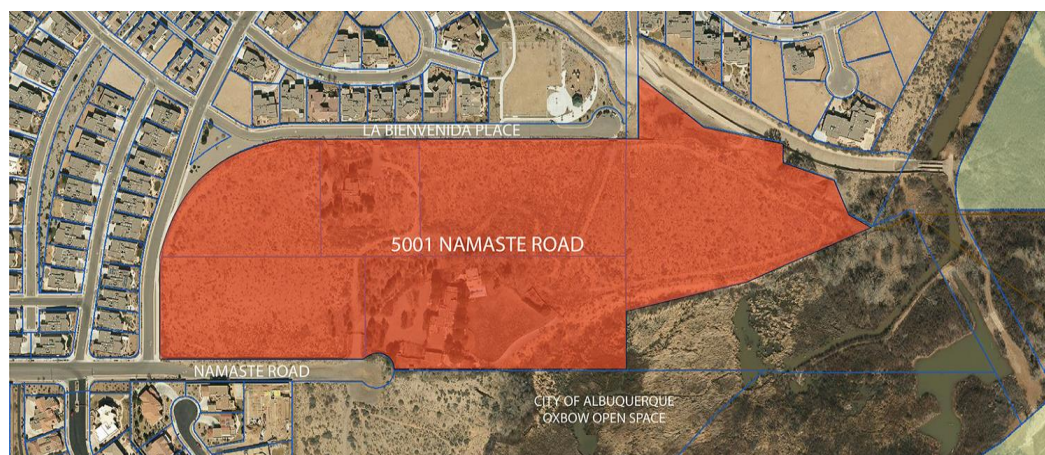 LA BIENVENIDA PLACE
5001 NAMASTE ROAD
NAMASTE ROAD
CITY OF ALBUQUERQUE
OXBOW OPEN SPACE